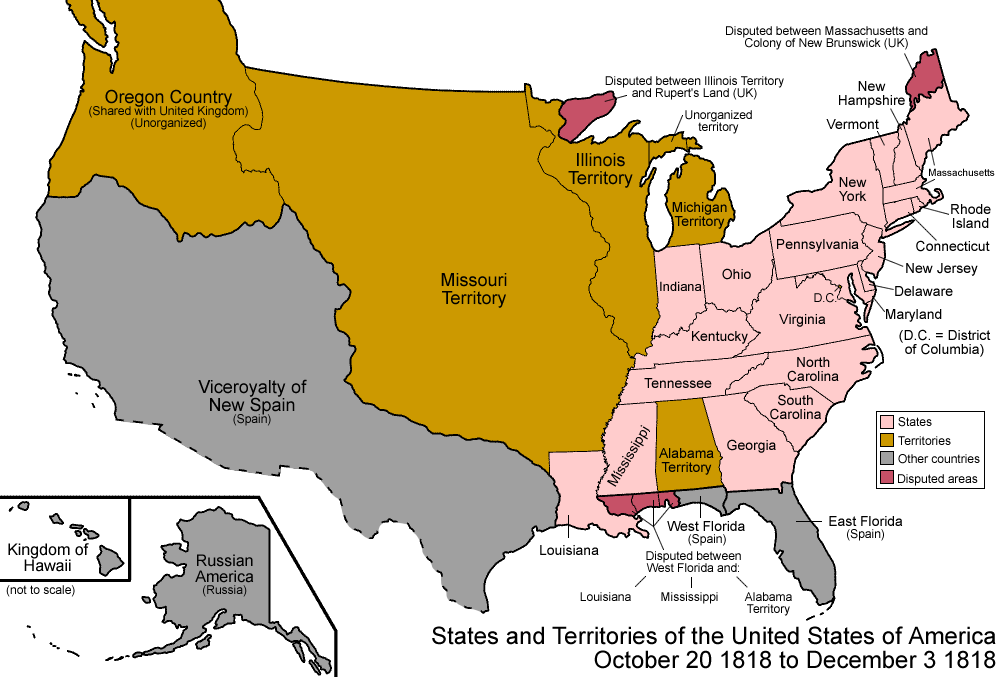 Disputed between Massachusetts and
Colony of New Brunswick (UK)
Oregon Country
(Shared with United Kingdom)
(Unorganized)
Disputed between Illinois Territory
and Rupert's Land (UK)
New
Hampshire
Unorganized
territory
Vermont
Illinois
Territory
Massachusetts
New
York
Michigan
Territory
Rhode
Island
Pennsylvania
Connecticut
Missouri
Territory
Indiana
Ohio
New Jersey
Delaware
D.C.
Maryland
Virginia
(D.C. = District
of Columbia)
Kentucky
Viceroyalty of
New Spain
(Spain)
Tennessee
North
Carolina
South
Carolina
Mississippi
Alabama
Territory
Georgia
States
Territories
Other countries
Disputed areas
West Florida
(Spain)
East Florida
(Spain)
Louisiana
Disputed between
West Florida and:
Louisiana
Mississippi
Alabama
Territory
Kingdom of
Hawaii
(not to scale)
Russian
America
(Russia)
States and Territories of the United States of America
October 20 1818 to December 3 1818